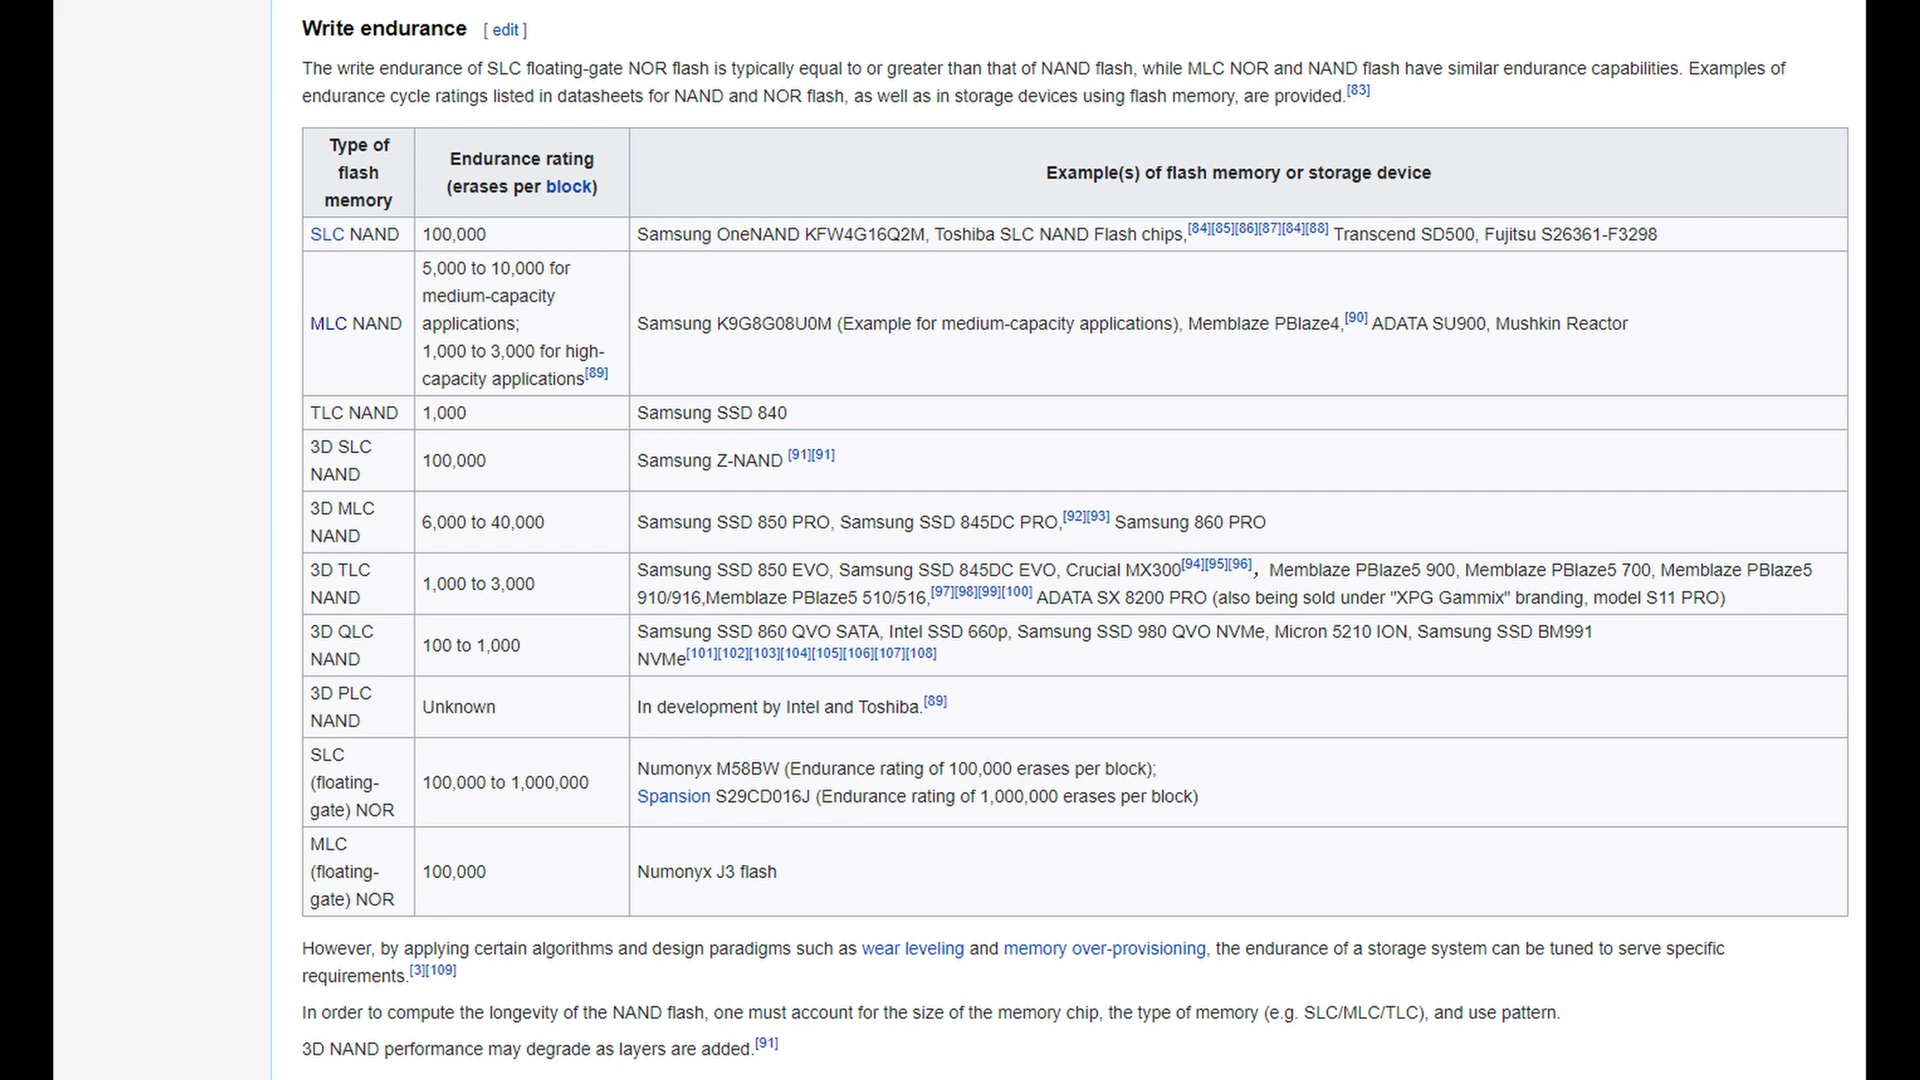 Write endurance [ edit ]
The write endurance of SLC floating-gate NOR flash is typically equal to or greater than that of NAND flash, while MLC NOR and NAND flash have similar endurance capabilities. Examples of
endurance cycle ratings listed in datasheets for NAND and NOR flash, as well as in storage devices using flash memory, are provided.[83]
Type of
flash
memory
Endurance rating
(erases per block)
Example(s) of flash memory or storage device
SLC NAND
100,000
Samsung OneNAND KFW4G16Q2M, Toshiba SLC NAND Flash chips,[84][85][86][87][84][88] Transcend SD500, Fujitsu S26361-F3298
MLC NAND
5,000 to 10,000 for
medium-capacity
applications;
1,000 to 3,000 for high-
capacity applications[89]
Samsung K9G8G08U0M (Example for medium-capacity applications), Memblaze PBlaze4,[90] ADATA SU900, Mushkin Reactor
TLC NAND
1,000
Samsung SSD 840
3D SLC
NAND
100,000
Samsung Z-NAND [91][91]
3D MLC
NAND
6,000 to 40,000
Samsung SSD 850 PRO, Samsung SSD 845DC PRO,[92][93] Samsung 860 PRO
3D TLC
NAND
1,000 to 3,000
Samsung SSD 850 EVO, Samsung SSD 845DC EVO, Crucial MX300[94][95][96]，Memblaze PBlaze5 900, Memblaze PBlaze5 700, Memblaze PBlaze5
910/916,Memblaze PBlaze5 510/516,[97][98][99][100] ADATA SX 8200 PRO (also being sold under "XPG Gammix" branding, model S11 PRO)
3D QLC
NAND
100 to 1,000
Samsung SSD 860 QVO SATA, Intel SSD 660p, Samsung SSD 980 QVO NVMe, Micron 5210 ION, Samsung SSD BM991
NVMe[101][102][103][104][105][106][107][108]
3D PLC
NAND
Unknown
In development by Intel and Toshiba.[89]
SLC
(floating-
gate) NOR
100,000 to 1,000,000
Numonyx M58BW (Endurance rating of 100,000 erases per block);
Spansion S29CD016J (Endurance rating of 1,000,000 erases per block)
MLC
(floating-
gate) NOR
100,000
Numonyx J3 flash
However, by applying certain algorithms and design paradigms such as wear leveling and memory over-provisioning, the endurance of a storage system can be tuned to serve specific
requirements.[3][109]
In order to compute the longevity of the NAND flash, one must account for the size of the memory chip, the type of memory (e.g. SLC/MLC/TLC), and use pattern.
3D NAND performance may degrade as layers are added.[91]